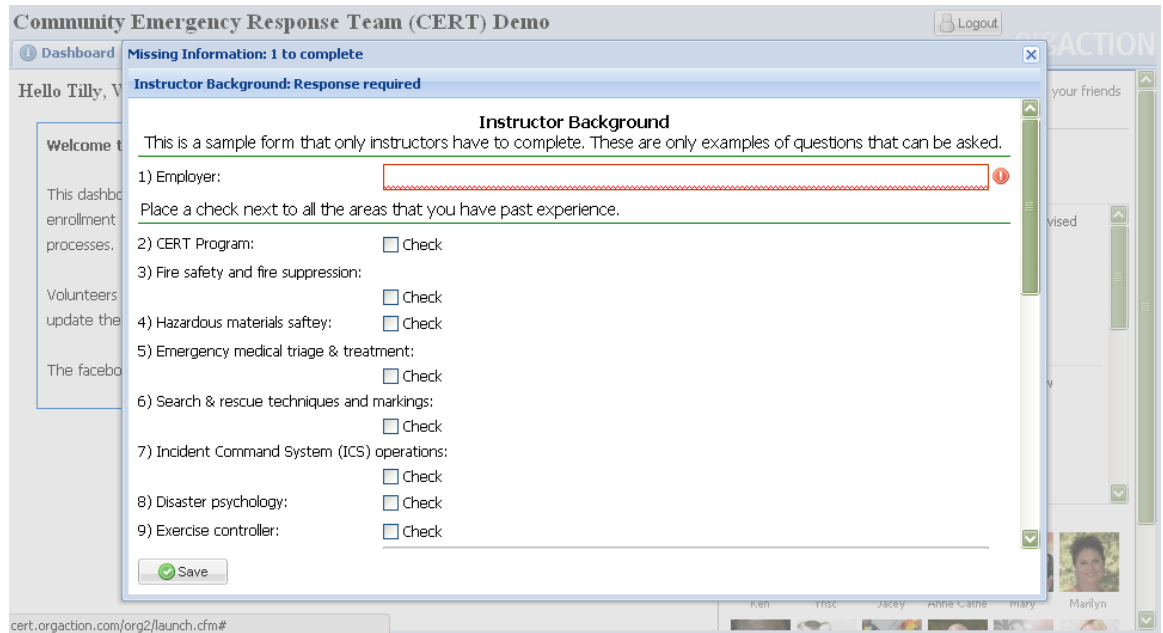 Community Emergency Response Team (CERT) Demo
Logout
ACTION
Dashboard
Missing Information: 1 to complete
Instructor Background: Response required
Hello Tilly,
your friends
Instructor Background
This is a sample form that only instructors have to complete. These are only examples of questions that can be asked.
Welcome
1) Employer:
This
Place a check next to all the areas that you have past experience.
enrollment
vised
processes.
2) CERT Program:
Check
3) Fire safety and fire suppression:
Check
Volunteers
update the
4) Hazardous materials saftey:
Check
5) Emergency medical triage & treatment:
Check
The
6) Search & rescue techniques and markings:
Check
7) Incident Command System (ICS) operations:
Check
8) Disaster psychology:
Check
9) Exercise controller:
Check
Save
Ken Yhsc Jacey Anne Cathe Mary Marilyn
cert.orgaction.com/org2/launch.cfm#